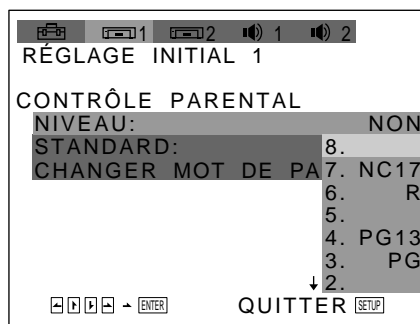 1 2 1 2
RÉGLAGE INITIAL 1
CONTRÔLE PARENTAL
NIVEAU: NON
STANDARD: 8.
CHANGER MOT DE PA 7. NC17
6. R
5.
4. PG13
3. PG
↓ 2.
ENTER QUITTER SETUP